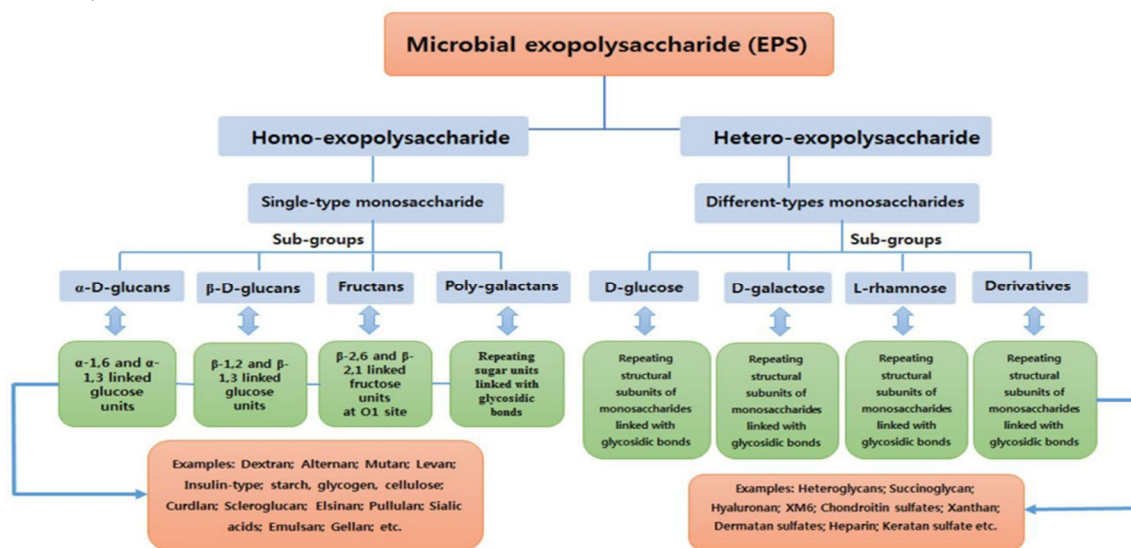 Microbial exopolysaccharide (EPS)
Homo-exopolysaccharide
Hetero-exopolysaccharide
Single-type monosaccharide
Different-types monosaccharides
Sub-groups
Sub-groups
α-D-glucans
β-D-glucans
Fructans
Poly-galactans
D-glucose
D-galactose
L-rhamnose
Derivatives
α-1,6 and α-
1,3 linked
glucose
units
β-1,2 and β-
1,3 linked
glucose
units
β-2,6 and β-
2,1 linked
fructose
units
at O1 site
Repeating
sugar units
linked with
glycosidic
bonds
Repeating
structural
subunits of
monosaccharides
linked with
glycosidic bonds
Repeating
structural
subunits of
monosaccharides
linked with
glycosidic bonds
Repeating
structural
subunits of
monosaccharides
linked with
glycosidic bonds
Repeating
structural
subunits of
monosaccharides
linked with
glycosidic bonds
Examples: Dextran; Alternan; Mutan; Levan;
Insulin-type; starch, glycogen, cellulose;
Curdlan; Scleroglucan; Elsinan; Pullulan; Sialic
acids; Emulsan; Gellan; etc.
Examples: Heteroglycans; Succinoglycan;
Hyaluronan; XM6; Chondroitin sulfates; Xanthan;
Dermatan sulfates; Heparin; Keratan sulfate etc.